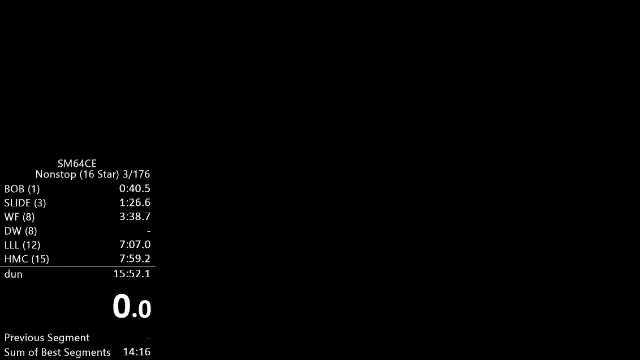 SM64CE
Nonstop (16 Star) 3/176
BOB (1) 0:40.5
SLIDE (3) 1:26.6
WF (8) 3:38.7
DW (8) -
LLL (12) 7:07.0
HMC (15) 7:59.2
dun 15:52.1
0.0
Previous Segment -
Sum of Best Segments 14:16